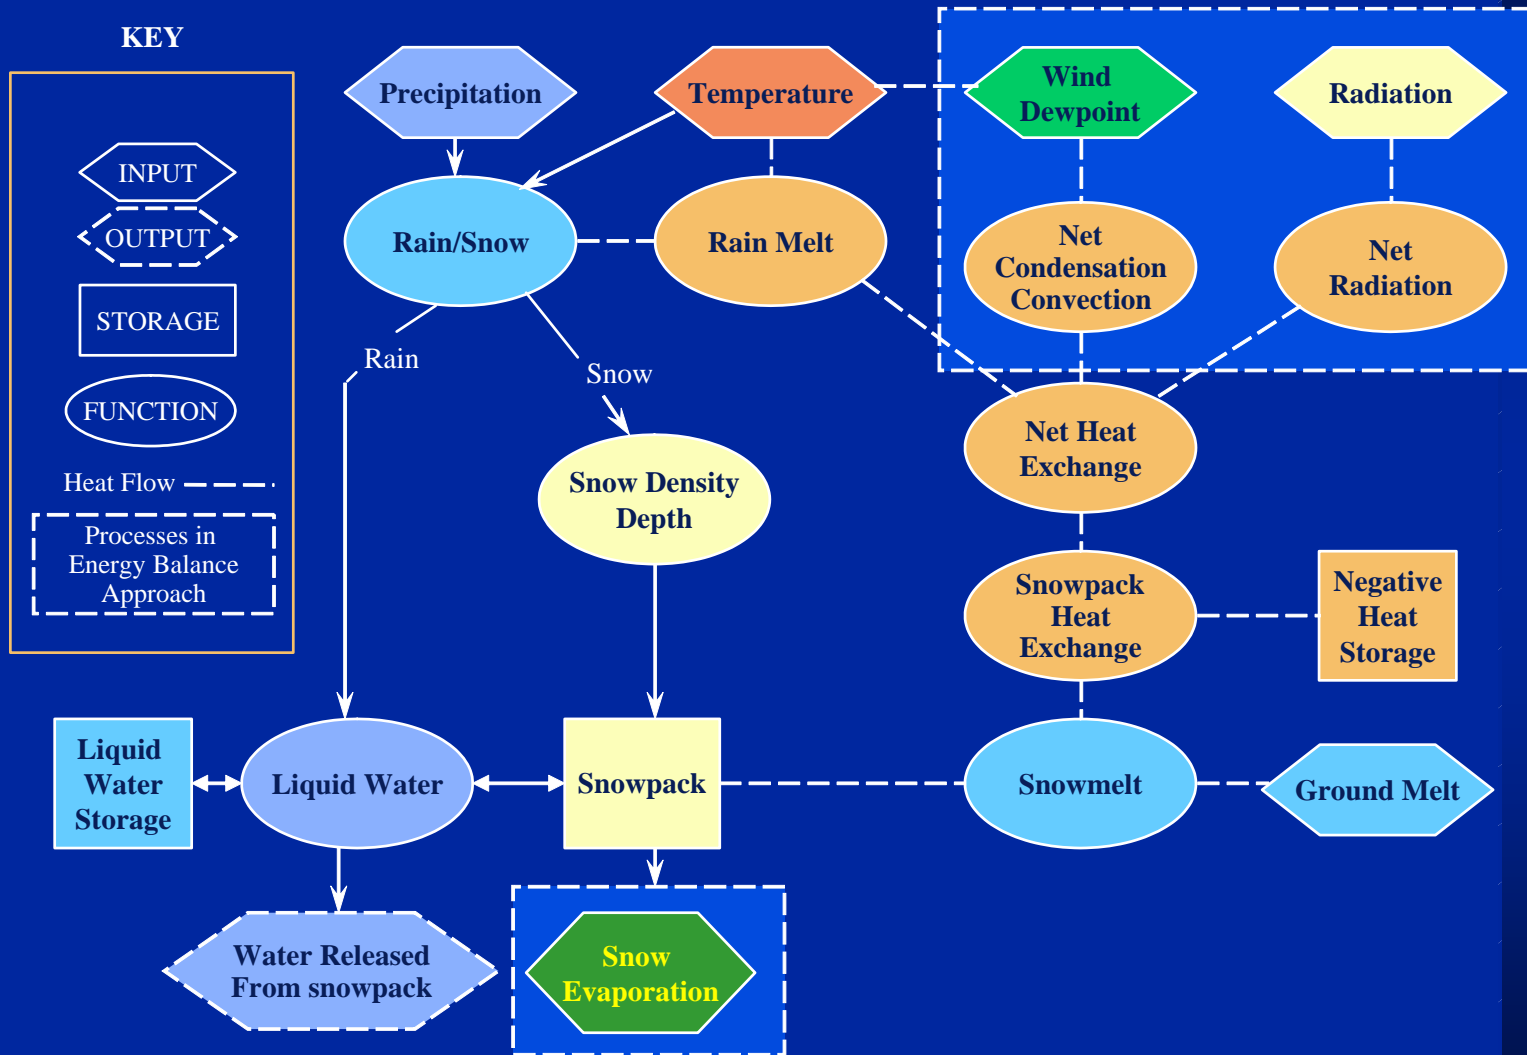 KEY
INPUT
OUTPUT
STORAGE
FUNCTION
Heat Flow
Processes in
Energy Balance
Approach
Precipitation
Temperature
Wind
Dewpoint
Radiation
Rain/Snow
Rain Melt
Net
Condensation
Convection
Net
Radiation
Rain
Snow
Net Heat
Exchange
Snow Density
Depth
Snowpack
Heat
Exchange
Negative
Heat
Storage
Liquid
Water
Storage
Liquid Water
Snowpack
Snowmelt
Ground Melt
Water Released
From snowpack
Snow
Evaporation